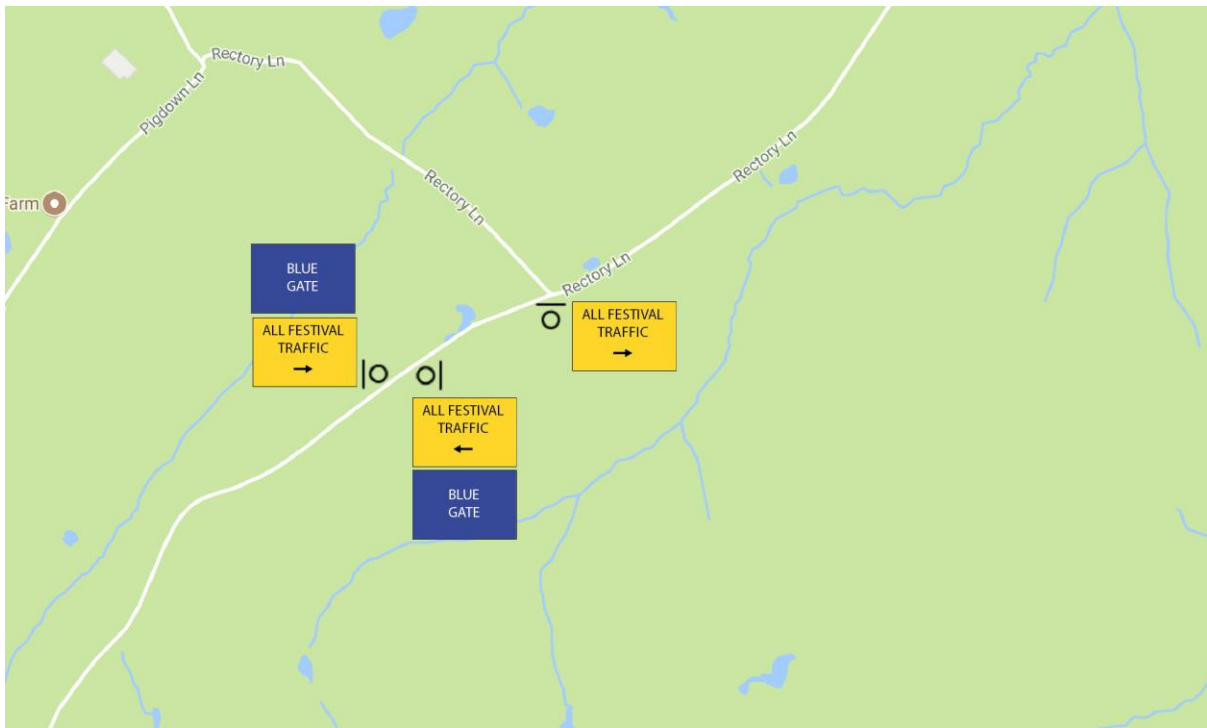 Rectory Ln
Pigdown Ln
Rectory Ln
Rectory Ln
Farm
Rectory Ln
BLUE
GATE
ALL FESTIVAL
TRAFFIC
→
ALL FESTIVAL
TRAFFIC
→
ALL FESTIVAL
TRAFFIC
←
BLUE
GATE